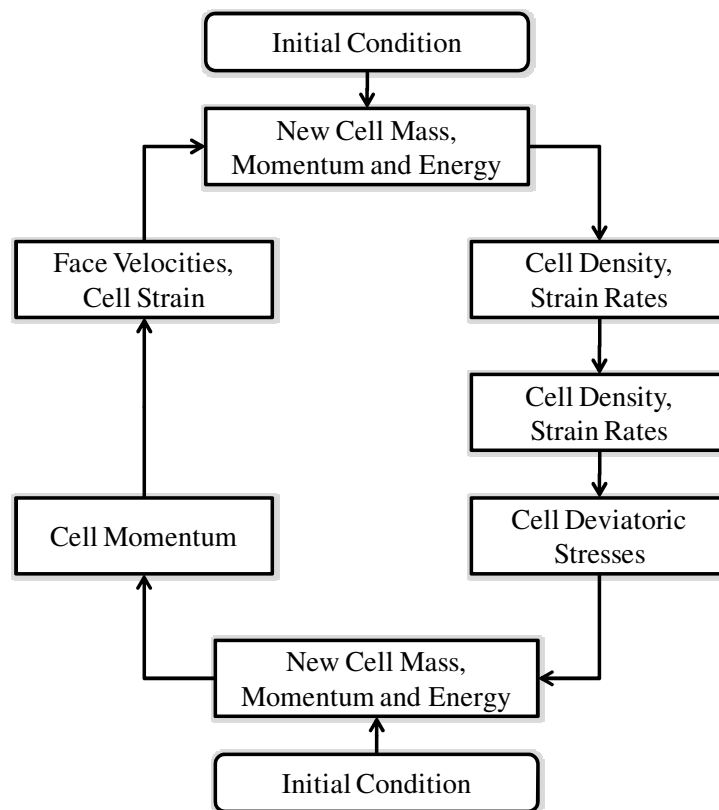 Initial Condition
New Cell Mass,
Momentum and Energy
Face Velocities,
Cell Strain
Cell Density,
Strain Rates
Cell Density,
Strain Rates
Cell Momentum
Cell Deviatoric
Stresses
New Cell Mass,
Momentum and Energy
Initial Condition